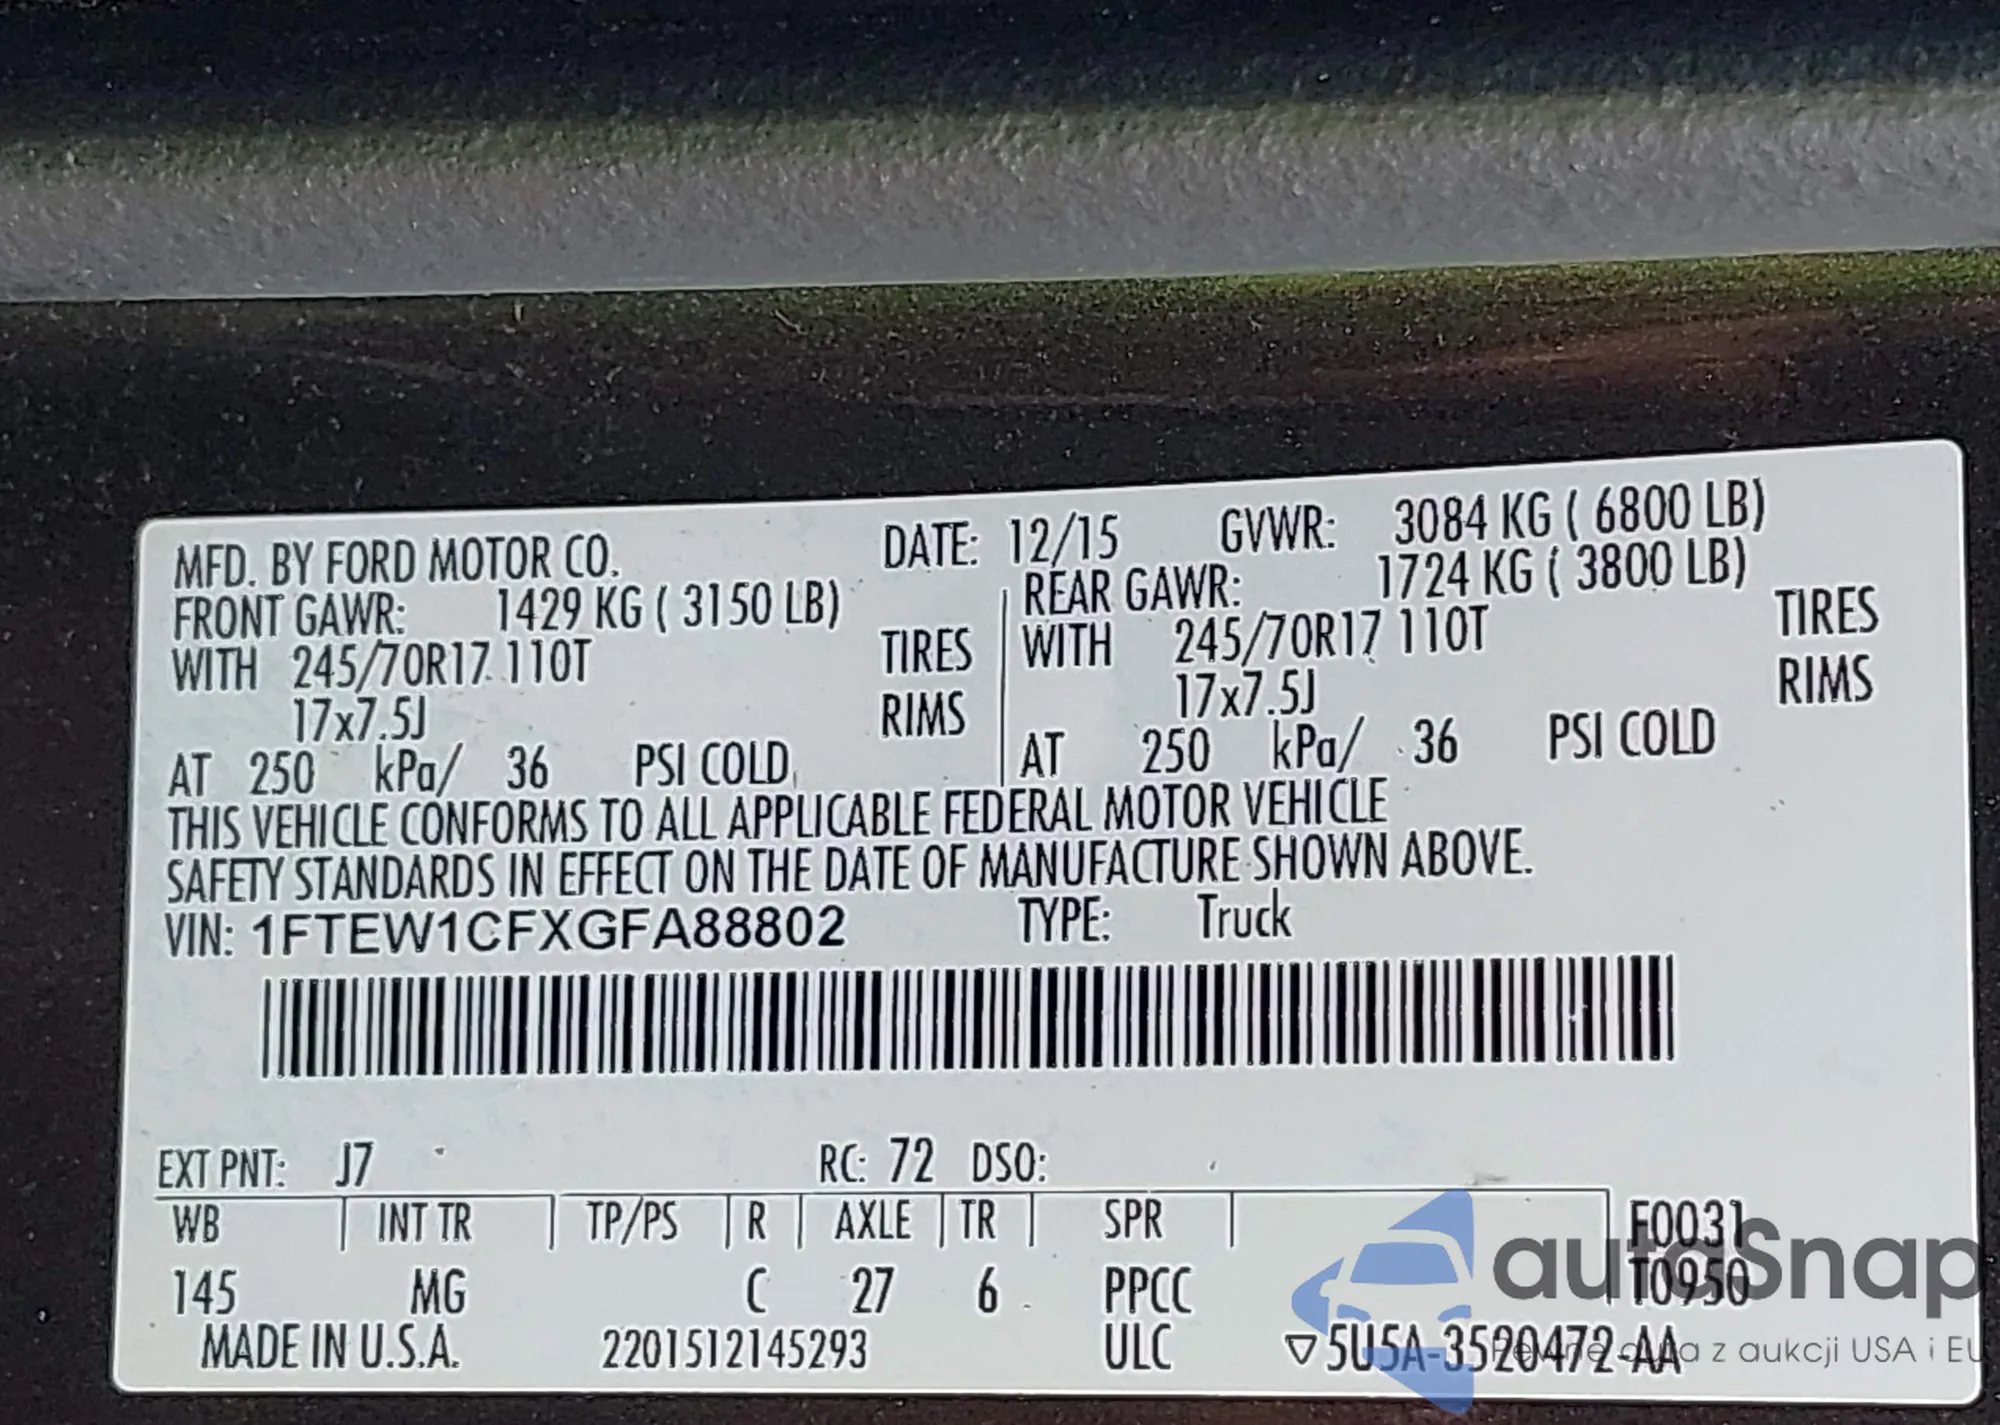 MFD. BY FORD MOTOR CO. DATE: 12/15 GVWR: 3084 KG ( 6800 LB)
FRONT GAWR: 1429 KG ( 3150 LB) REAR GAWR: 1724 KG ( 3800 LB)
WITH 245/70R17 110T TIRES WITH 245/70R17 110T TIRES
17x7.5J RIMS 17x7.5J RIMS
AT 250 kPa/ 36 PSI COLD AT 250 kPa/ 36 PSI COLD
THIS VEHICLE CONFORMS TO ALL APPLICABLE FEDERAL MOTOR VEHICLE
SAFETY STANDARDS IN EFFECT ON THE DATE OF MANUFACTURE SHOWN ABOVE.
VIN: 1FTEW1CFXGFA88802 TYPE: Truck
EXT PNT: J7 RC: 72 DSO:
WB INT TR TP/PS R AXLE TR SPR F0031
145 MG C 27 6 PPCC T0950
MADE IN U.S.A. 2201512145293 ULC ▽5U5A-3520472-AA
autoSnap
Pewne auta z aukcji USA i EU